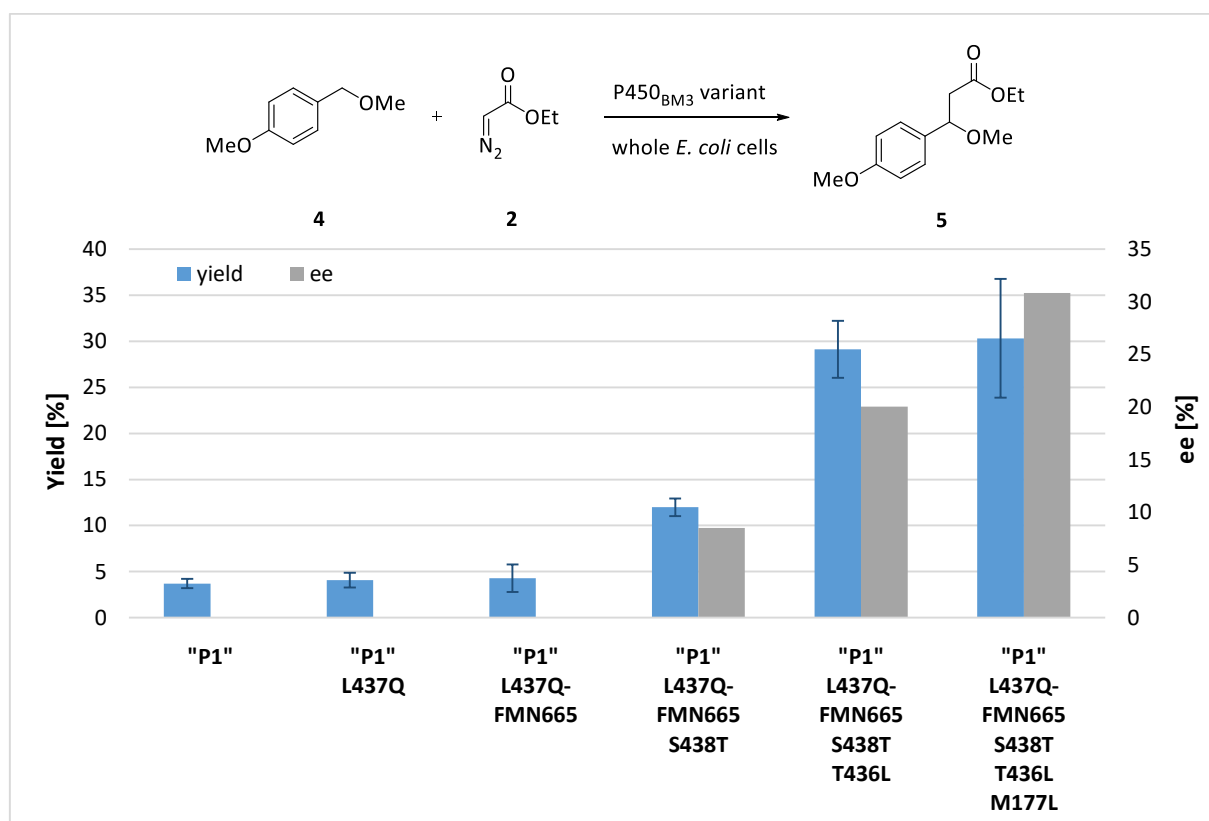 O
OEt
OMe
MeO
+
O
OEt
N2
P450BM3 variant
whole E. coli cells
O
OEt
OMe
MeO
4
2
5
yield
ee
Yield [%]
40
35
30
25
20
15
10
5
0
ee [%]
35
30
25
20
15
10
5
0
"P1"
"P1"
L437Q
"P1"
L437Q-
FMN665
"P1"
L437Q-
FMN665
S438T
"P1"
L437Q-
FMN665
S438T
T436L
"P1"
L437Q-
FMN665
S438T
T436L
M177L